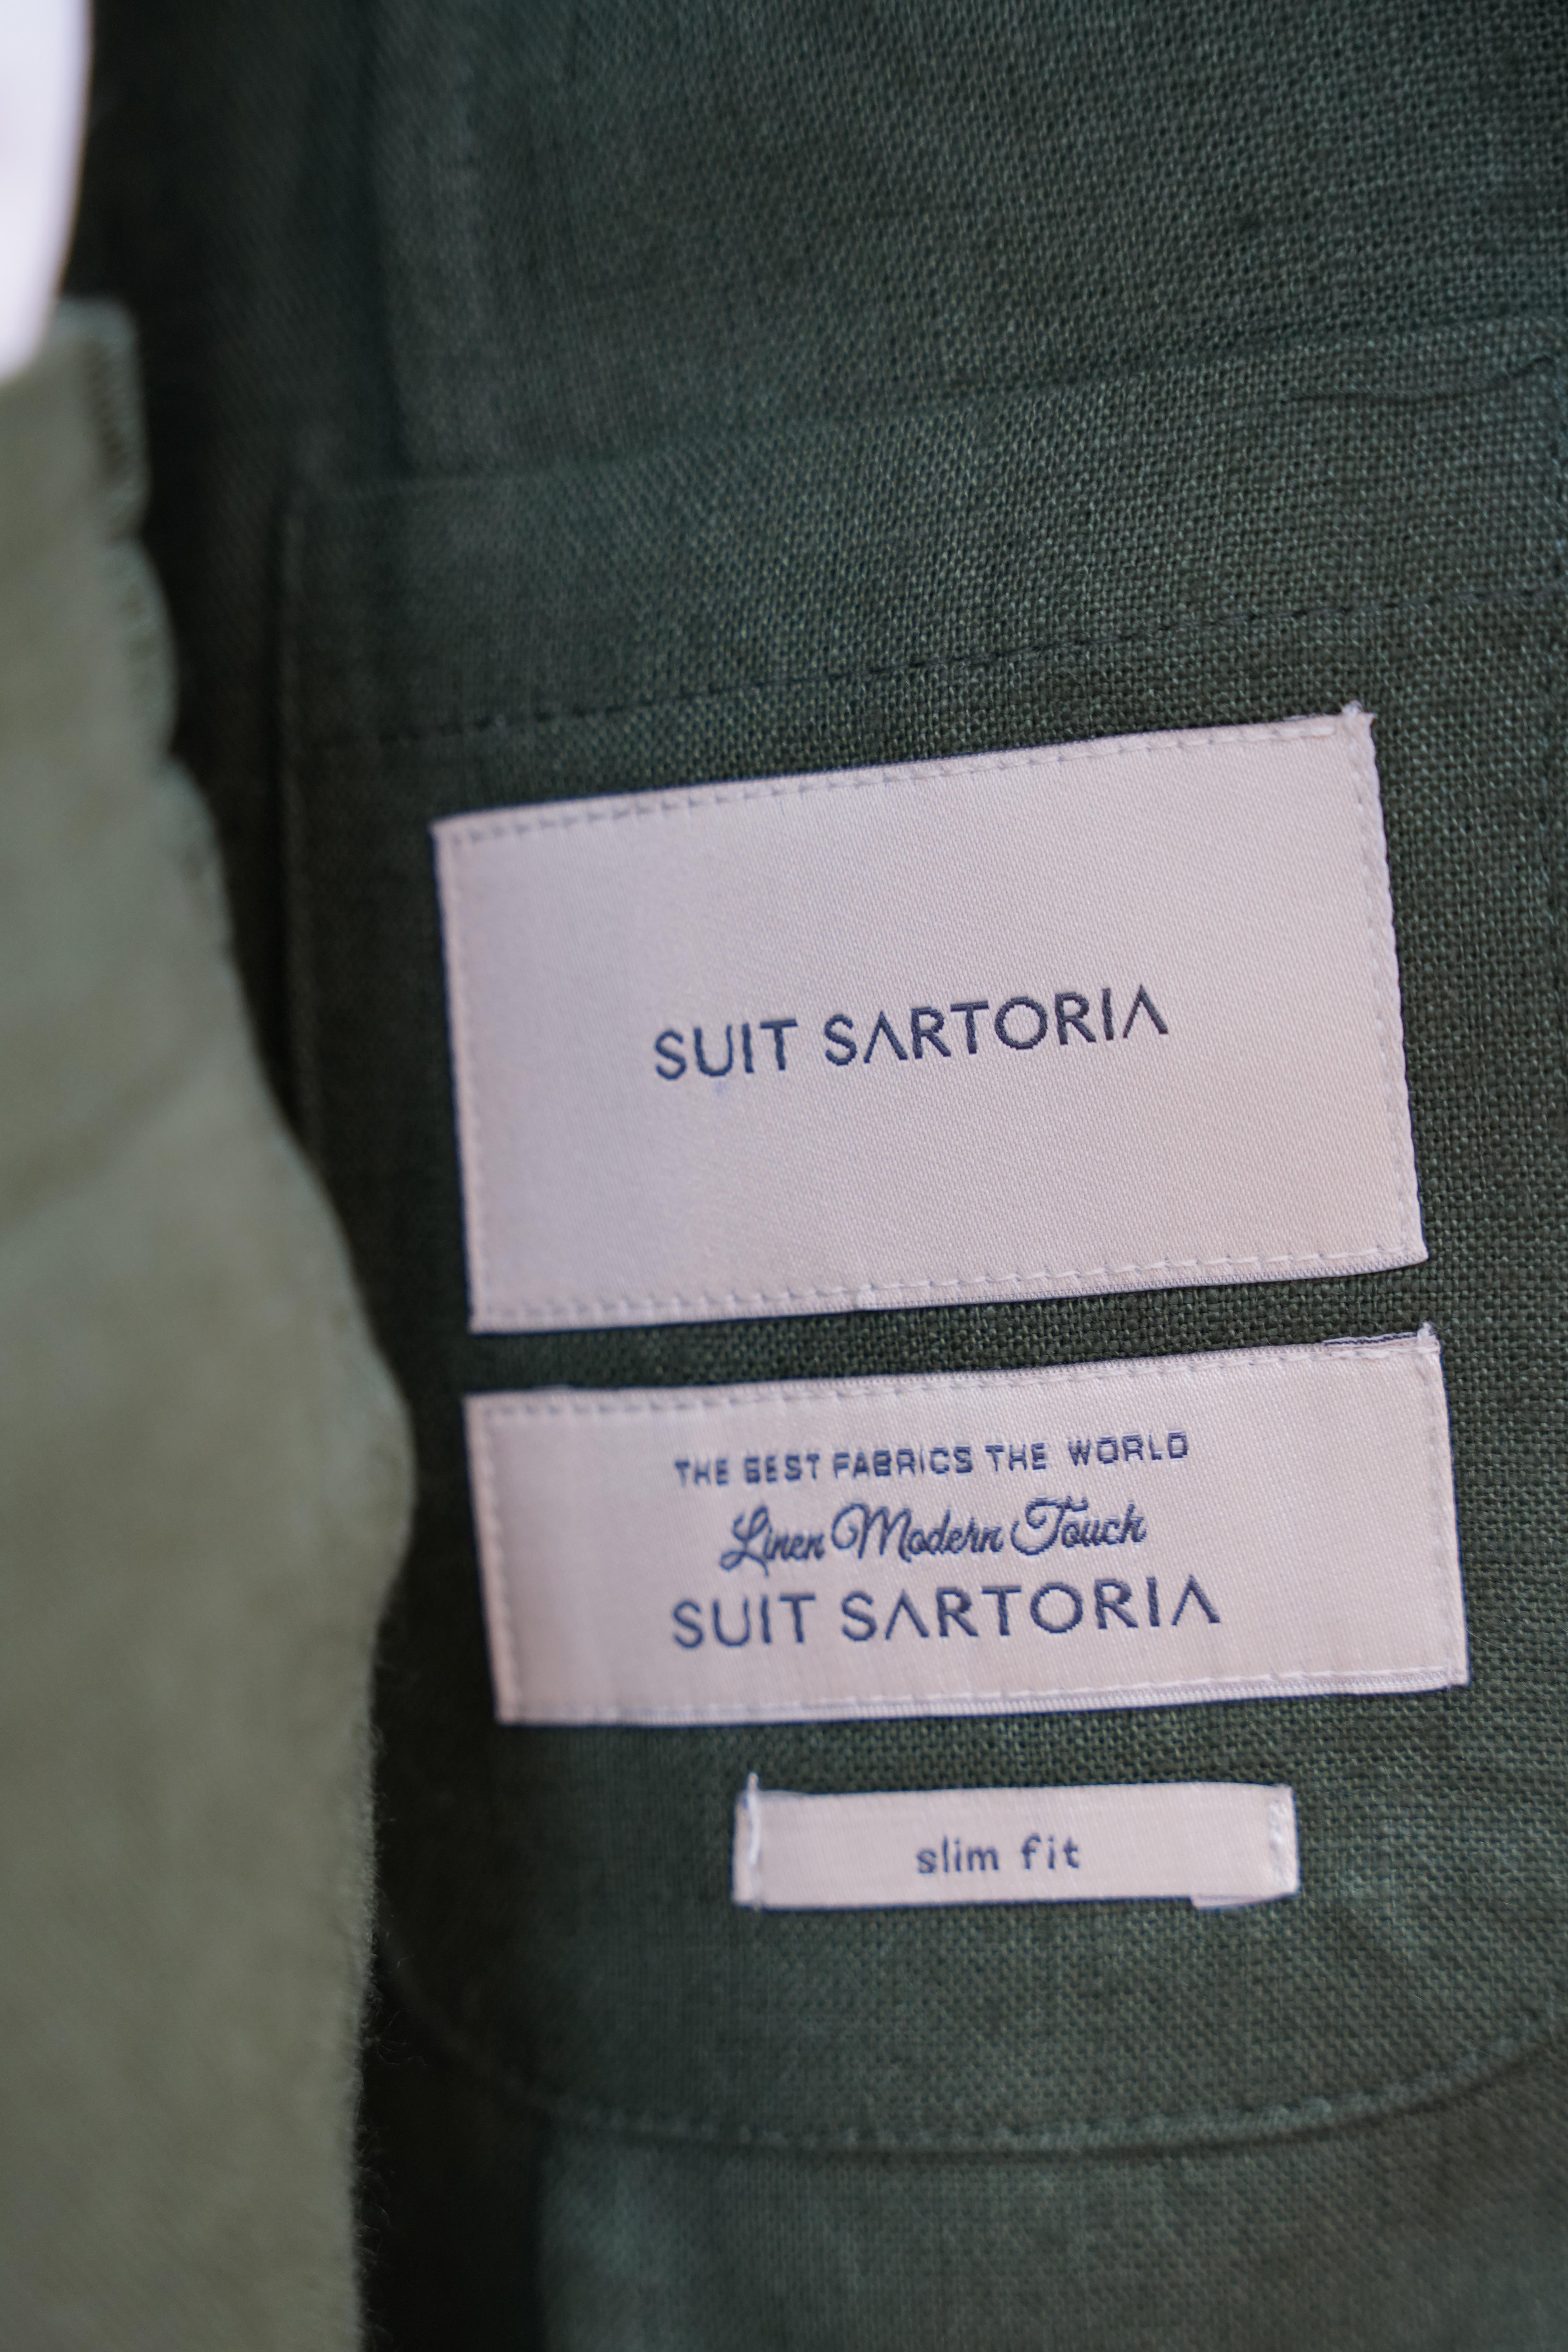 SUIT SARTORIA
THE BEST FABRICS THE WORLD
Linen Modern Touch
SUIT SARTORIA
slim fit